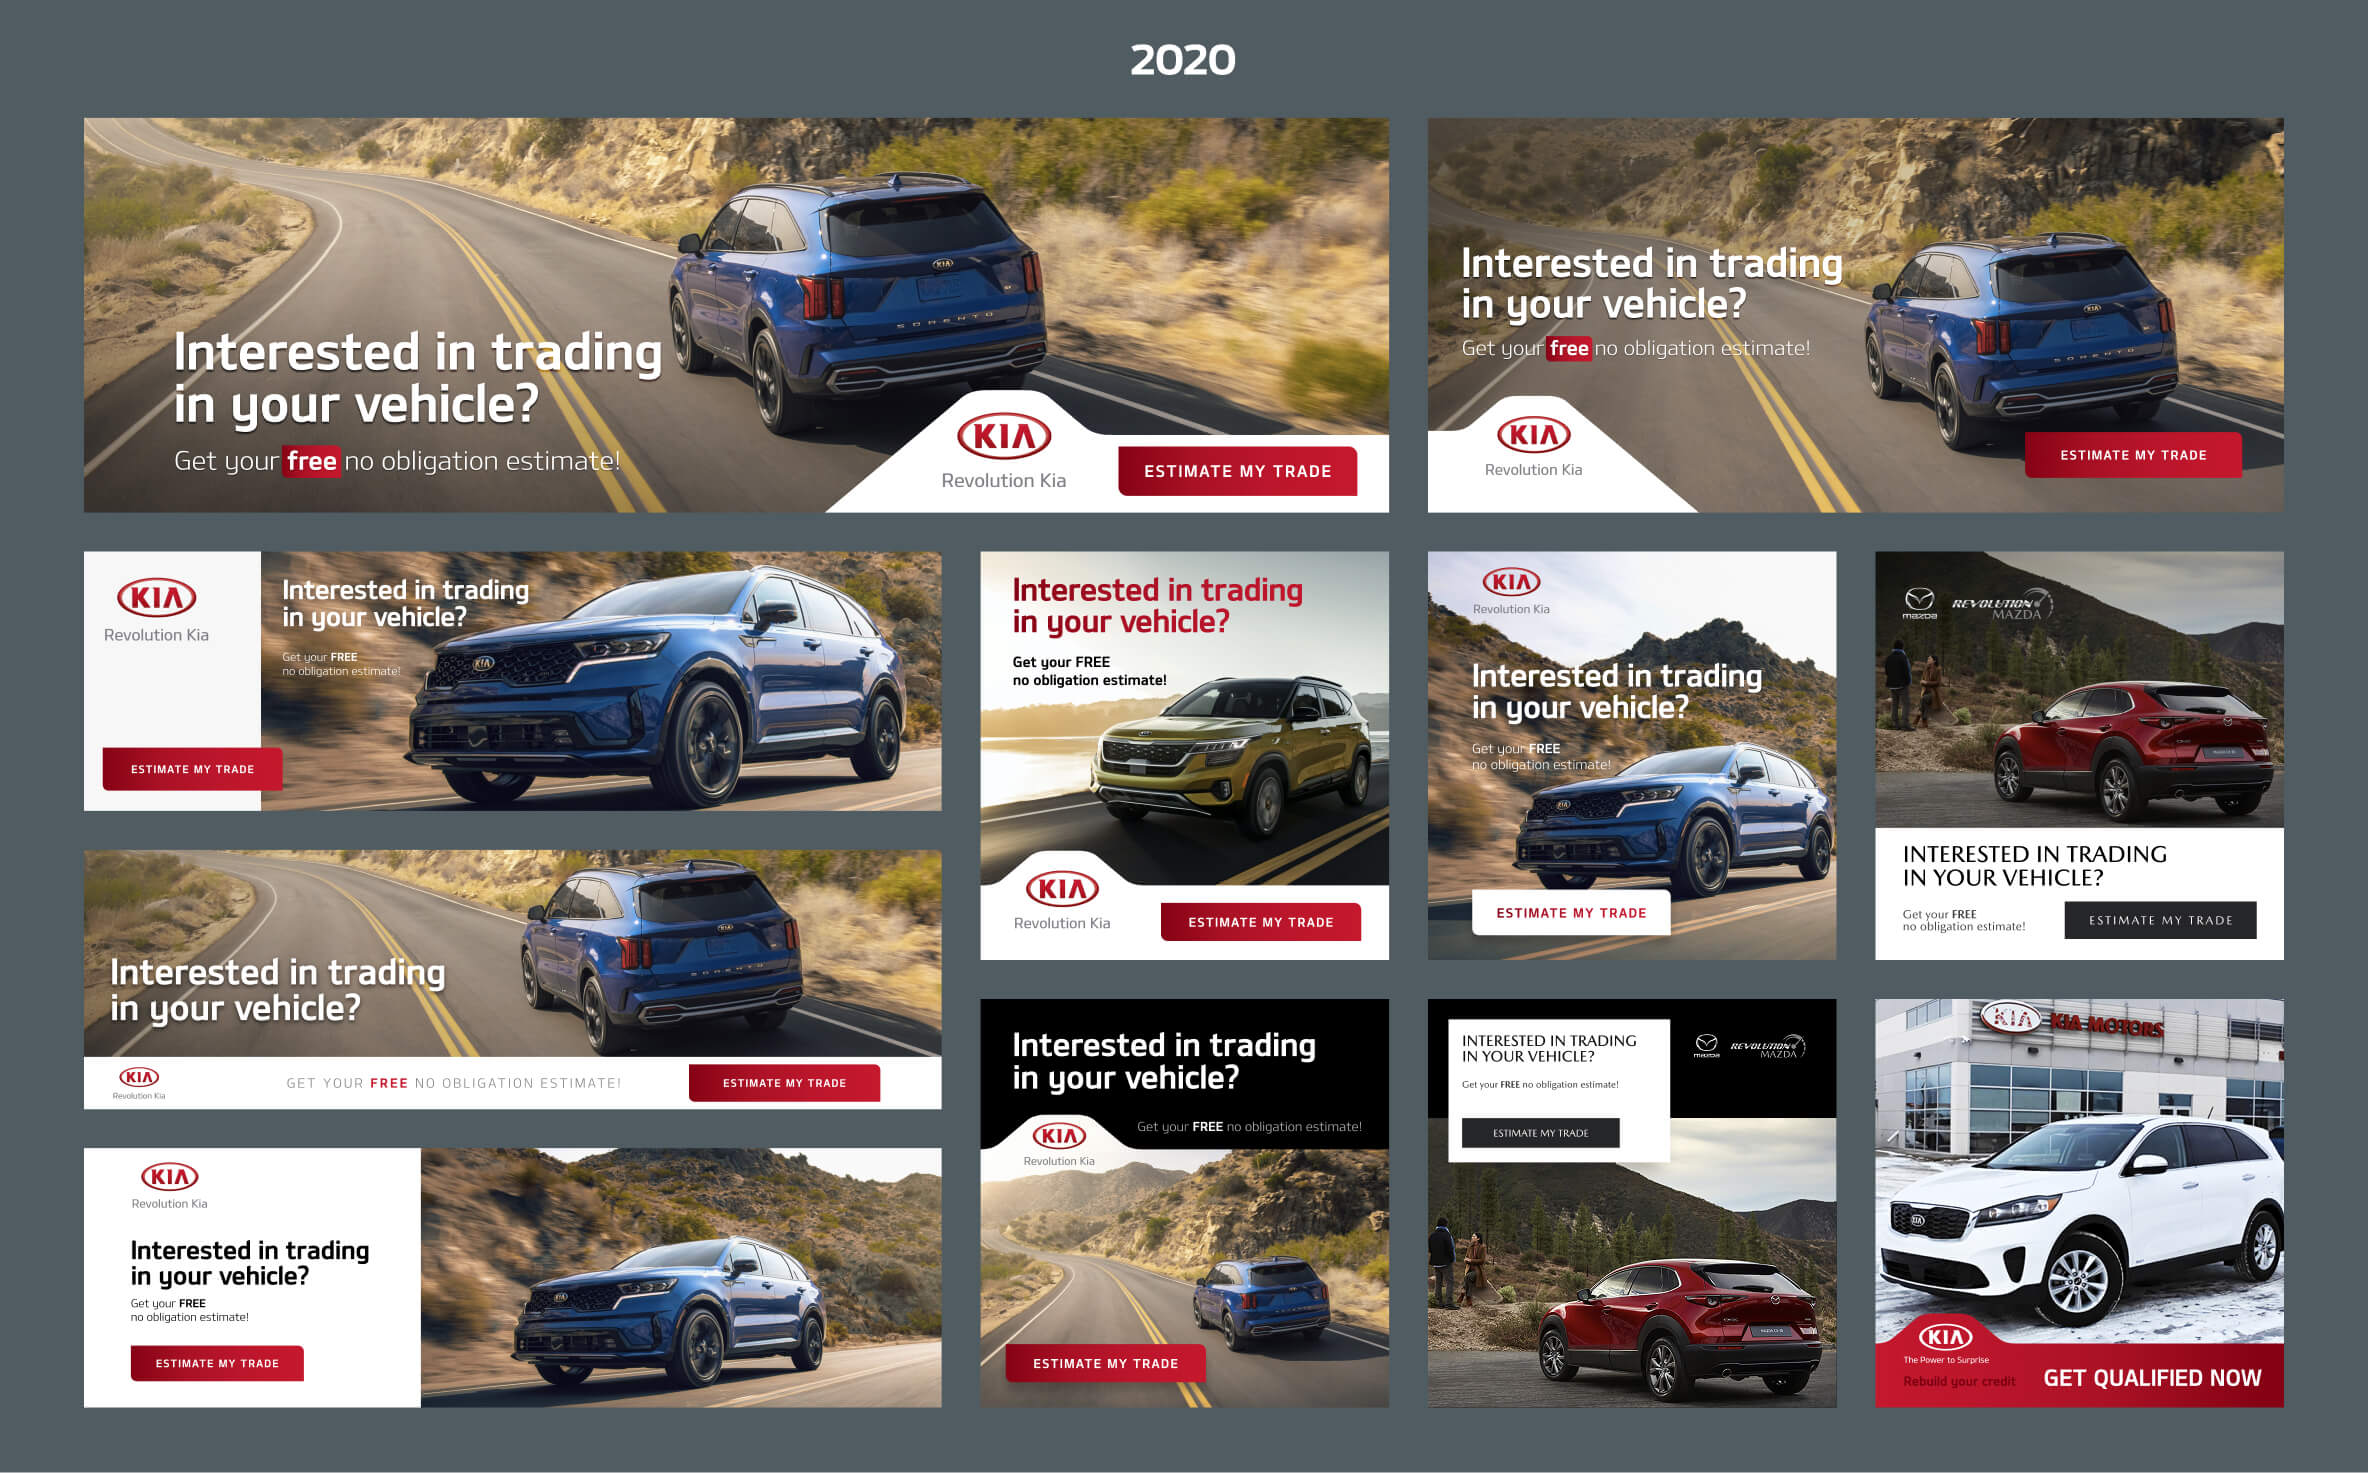 2020
KIA
SORENTO
Interested in trading
in your vehicle?
Get your free no obligation estimate!
KIA
Revolution Kia
ESTIMATE MY TRADE
Interested in trading
in your vehicle?
Get your free no obligation estimate!
KIA
SORENTO
KIA
Revolution Kia
ESTIMATE MY TRADE
KIA
Revolution Kia
ESTIMATE MY TRADE
Interested in trading
in your vehicle?
Get your FREE
no obligation estimate!
KIA
Interested in trading
in your vehicle?
Get your FREE
no obligation estimate!
KIA
Revolution Kia
ESTIMATE MY TRADE
KIA
Revolution Kia
Interested in trading
in your vehicle?
Get your FREE
no obligation estimate!
KIA
ESTIMATE MY TRADE
mazda REVOLUTION
MAZDA
INTERESTED IN TRADING
IN YOUR VEHICLE?
Get your FREE
no obligation estimate!
ESTIMATE MY TRADE
KIA
SORENTO
Interested in trading
in your vehicle?
KIA
Revolution Kia
GET YOUR FREE NO OBLIGATION ESTIMATE!
ESTIMATE MY TRADE
KIA
Revolution Kia
Interested in trading
in your vehicle?
Get your FREE
no obligation estimate!
ESTIMATE MY TRADE
KIA
Interested in trading
in your vehicle?
Get your FREE no obligation estimate!
KIA
Revolution Kia
ESTIMATE MY TRADE
INTERESTED IN TRADING
IN YOUR VEHICLE?
Get your FREE no obligation estimate!
ESTIMATE MY TRADE
mazda REVOLUTION
MAZDA
KIA KIA MOTORS
KIA
KIA
The Power to Surprise
Rebuild your credit
GET QUALIFIED NOW